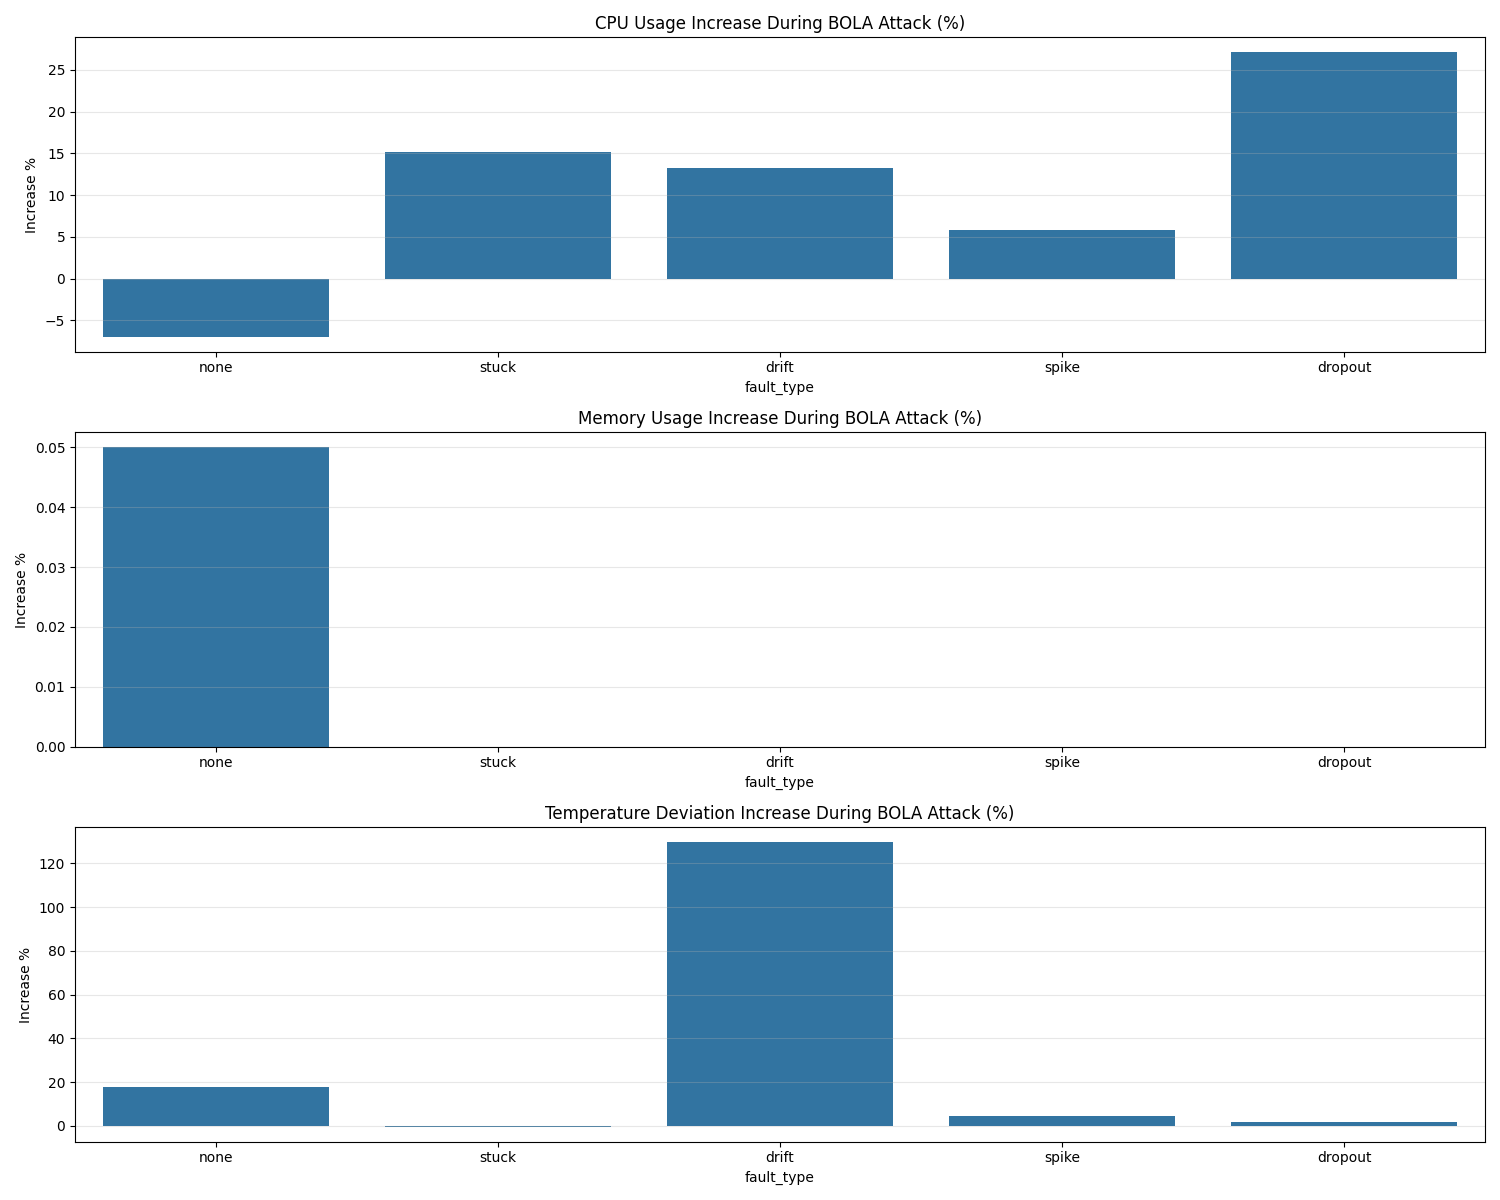 CPU Usage Increase During BOLA Attack (%)
25
20
15
10
5
0
−5
Increase %
none stuck drift spike dropout
fault_type
Memory Usage Increase During BOLA Attack (%)
0.05
0.04
0.03
0.02
0.01
0.00
Increase %
none stuck drift spike dropout
fault_type
Temperature Deviation Increase During BOLA Attack (%)
120
100
80
60
40
20
0
Increase %
none stuck drift spike dropout
fault_type